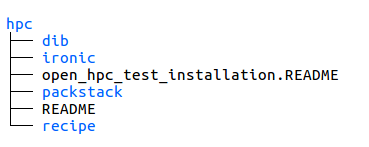 hpc
dib
ironic
open_hpc_test_installation.README
packstack
README
recipe